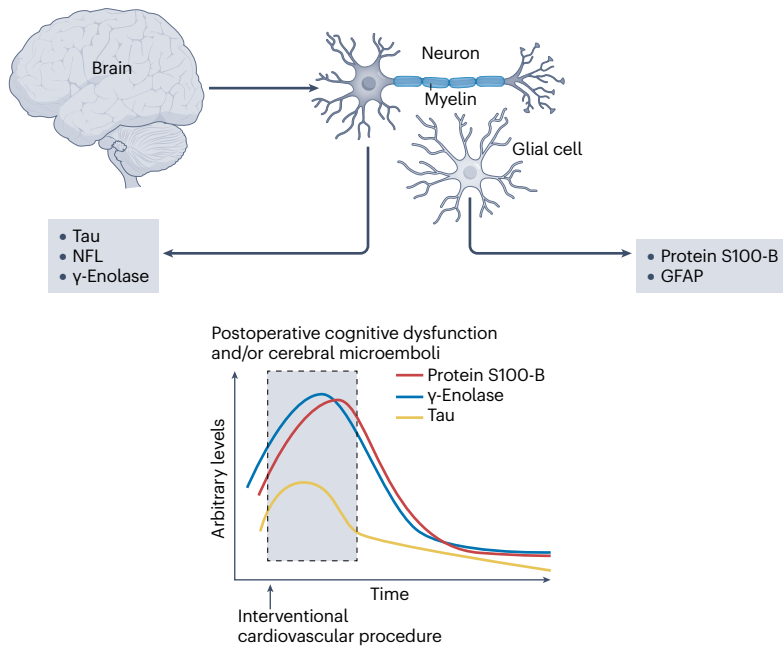 Brain
Neuron
Myelin
Glial cell
• Tau
• NFL
• γ-Enolase
• Protein S100-B
• GFAP
Postoperative cognitive dysfunction
and/or cerebral microemboli
Protein S100-B
γ-Enolase
Tau
Arbitrary levels
Time
Interventional
cardiovascular procedure